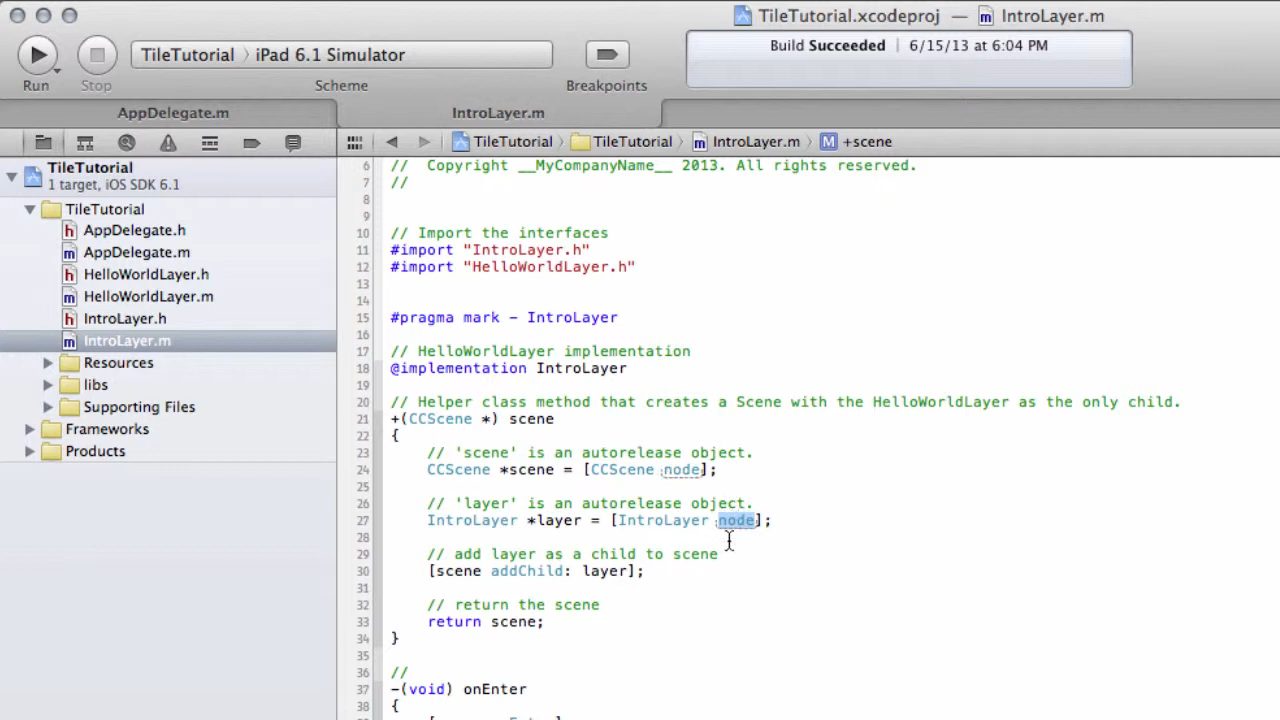 TileTutorial.xcodeproj — IntroLayer.m
TileTutorial 〉 iPad 6.1 Simulator
Build Succeeded | 6/15/13 at 6:04 PM
Run Stop Scheme Breakpoints
AppDelegate.m IntroLayer.m
TileTutorial 〉 TileTutorial 〉 m IntroLayer.m 〉 M +scene
TileTutorial
1 target, iOS SDK 6.1
TileTutorial
h AppDelegate.h
m AppDelegate.m
h HelloWorldLayer.h
m HelloWorldLayer.m
h IntroLayer.h
m IntroLayer.m
Resources
libs
Supporting Files
Frameworks
Products
6 //  Copyright __MyCompanyName__ 2013. All rights reserved.
7 //
8
9
10 // Import the interfaces
11 #import "IntroLayer.h"
12 #import "HelloWorldLayer.h"
13
14
15 #pragma mark - IntroLayer
16
17 // HelloWorldLayer implementation
18 @implementation IntroLayer
19
20 // Helper class method that creates a Scene with the HelloWorldLayer as the only child.
21 +(CCScene *) scene
22 {
23 // 'scene' is an autorelease object.
24 CCScene *scene = [CCScene node];
25
26 // 'layer' is an autorelease object.
27 IntroLayer *layer = [IntroLayer node];
28
29 // add layer as a child to scene
30 [scene addChild: layer];
31
32 // return the scene
33 return scene;
34 }
35
36 //
37 -(void) onEnter
38 {